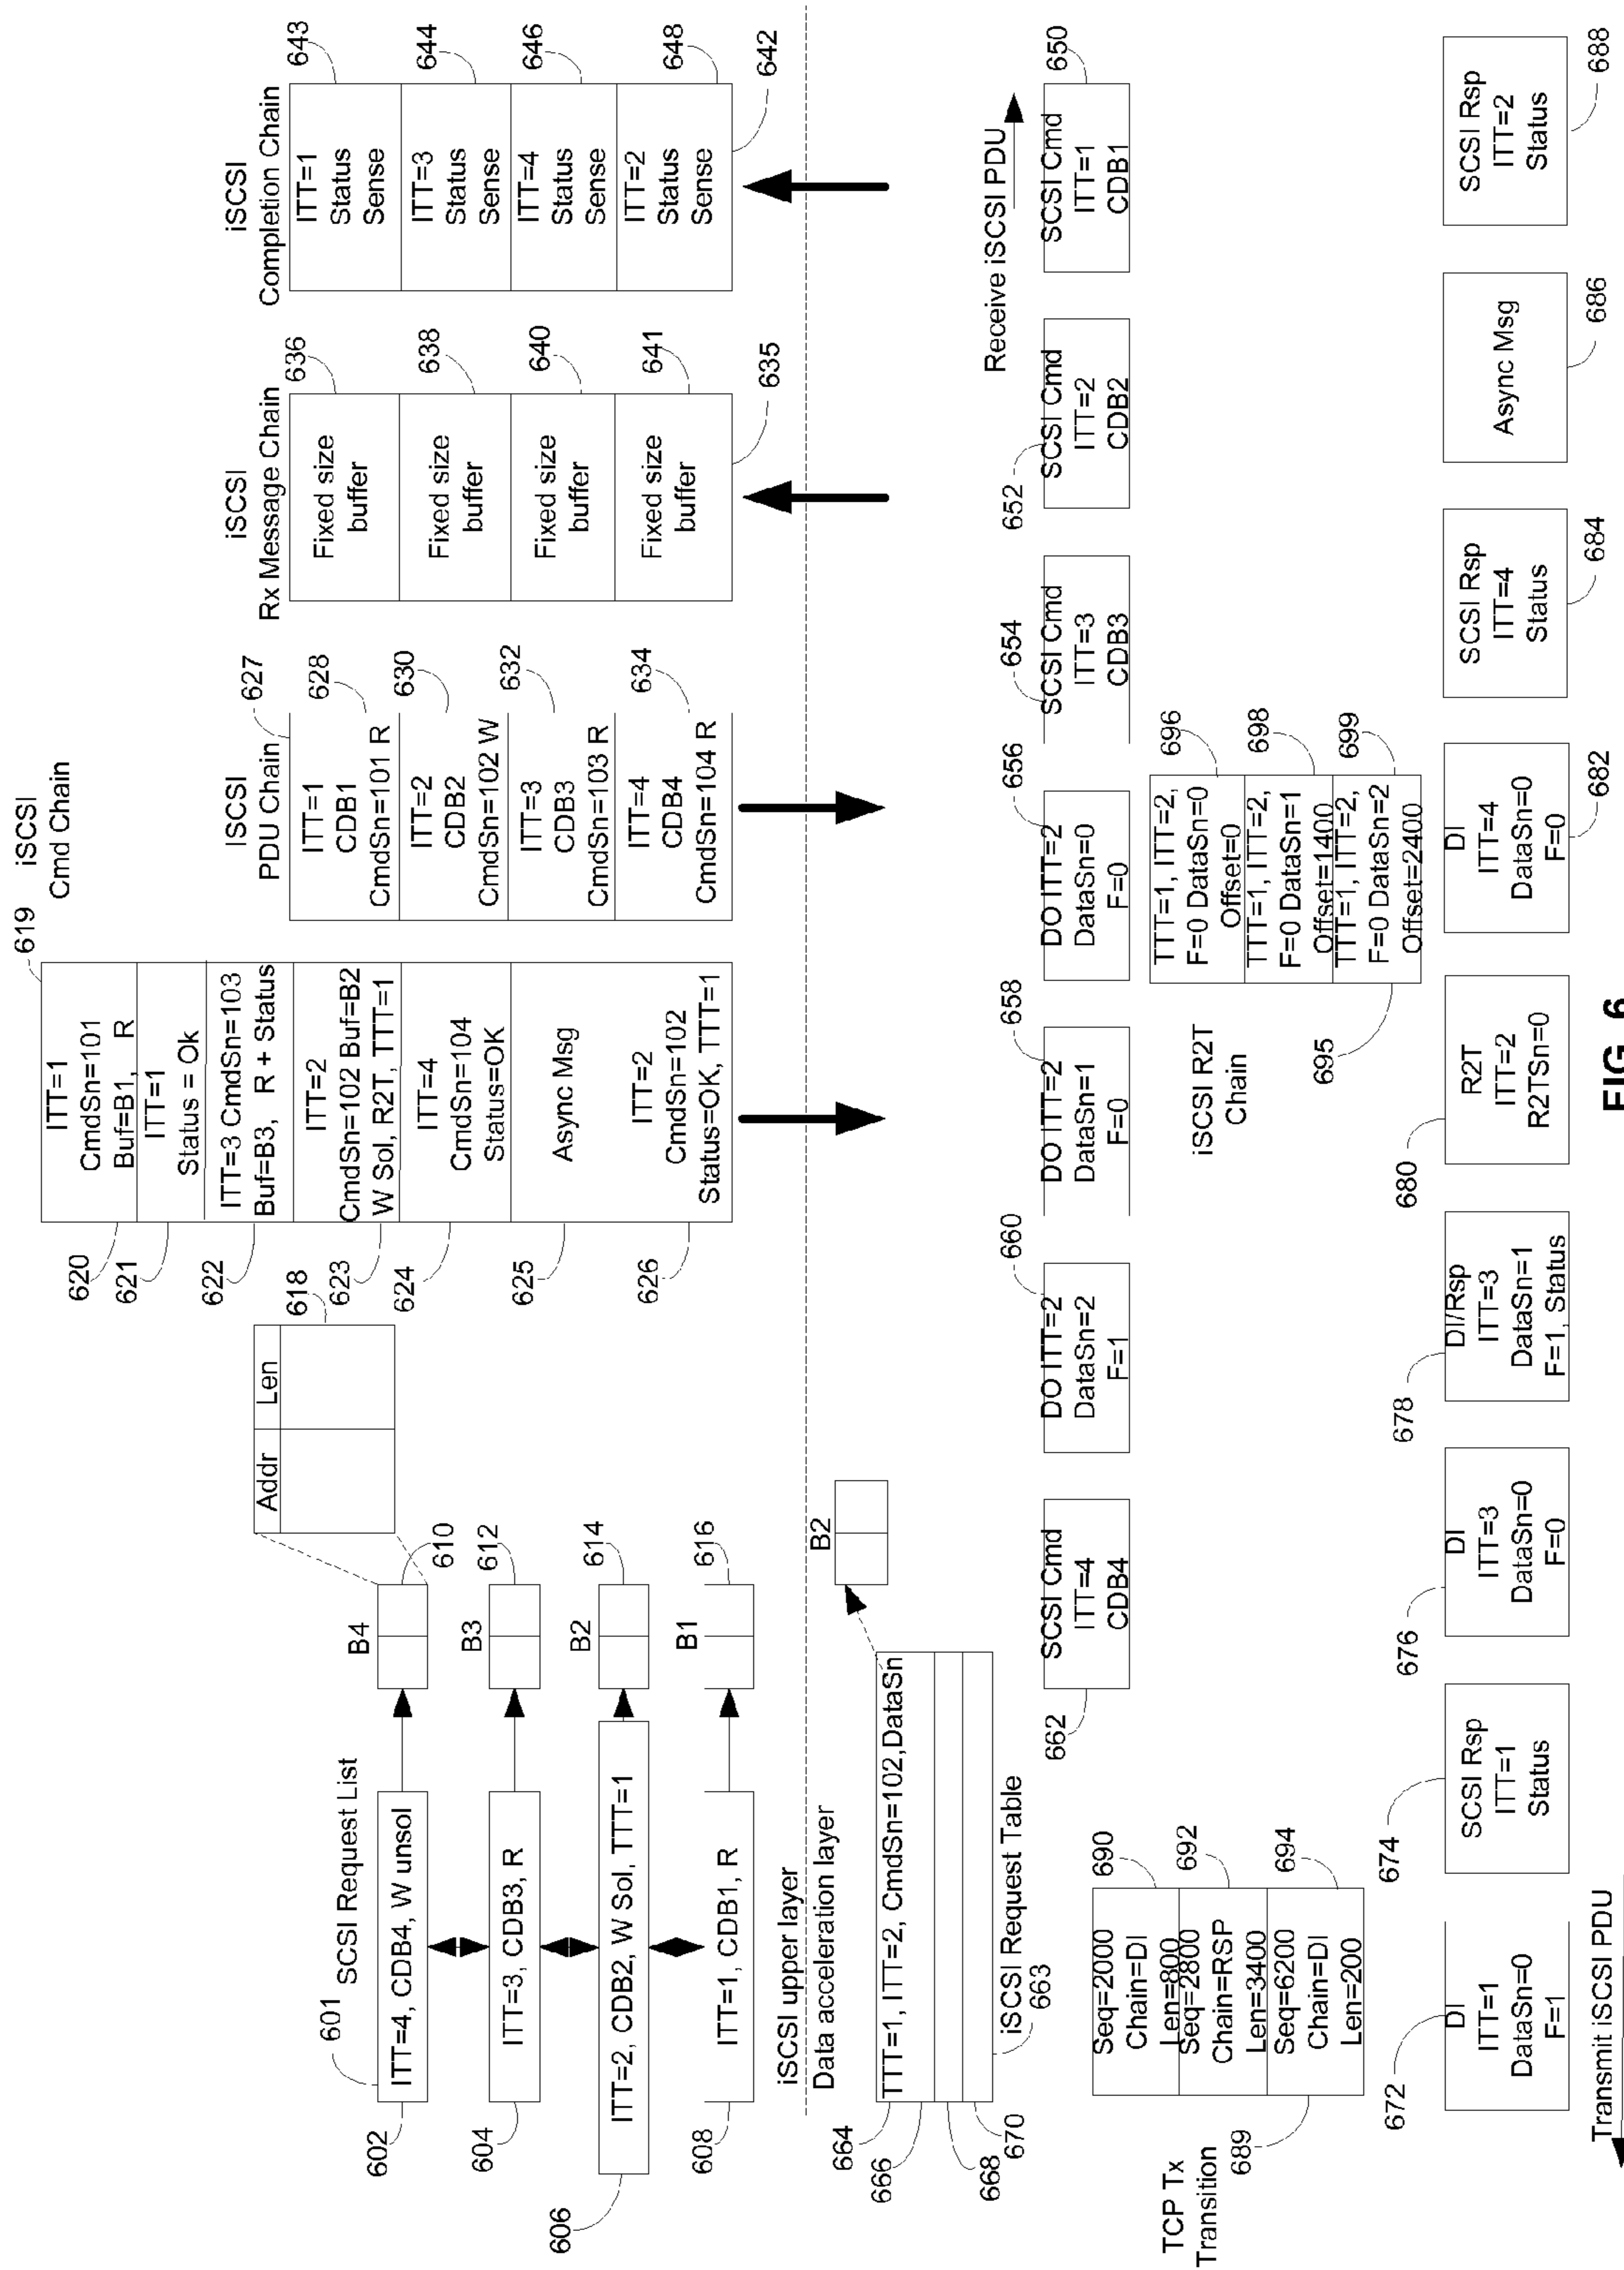 SCSI Request List
601
602
ITT=4, CDB4, W unsol
B4
610
Addr
Len
618
604
ITT=3, CDB3, R
B3
612
606
ITT=2, CDB2, W Sol, TTT=1
B2
614
608
ITT=1, CDB1, R
B1
616
iSCSI
Cmd Chain
619
ITT=1
CmdSn=101
Buf=B1, R
620
ITT=1
Status = Ok
621
ITT=3 CmdSn=103
Buf=B3, R + Status
622
ITT=2
CmdSn=102 Buf=B2
W Sol, R2T, TTT=1
623
ITT=4
CmdSn=104
Status=OK
624
Async Msg
625
ITT=2
CmdSn=102
Status=OK, TTT=1
626
ISCSI
PDU Chain
627
ITT=1
CDB1
CmdSn=101 R
628
ITT=2
CDB2
CmdSn=102 W
630
ITT=3
CDB3
CmdSn=103 R
632
ITT=4
CDB4
CmdSn=104 R
634
iSCSI
Rx Message Chain
Fixed size
buffer
636
Fixed size
buffer
638
Fixed size
buffer
640
Fixed size
buffer
641
635
iSCSI
Completion Chain
ITT=1
Status
Sense
643
ITT=3
Status
Sense
644
ITT=4
Status
Sense
646
ITT=2
Status
Sense
648
642
iSCSI upper layer
Data acceleration layer
664
TTT=1, ITT=2, CmdSn=102,DataSn
B2
666
668
670
iSCSI Request Table
663
Receive iSCSI PDU
662
SCSI Cmd
ITT=4
CDB4
660
DO ITT=2
DataSn=2
F=1
658
DO ITT=2
DataSn=1
F=0
656
DO ITT=2
DataSn=0
F=0
654
SCSI Cmd
ITT=3
CDB3
652
SCSI Cmd
ITT=2
CDB2
650
SCSI Cmd
ITT=1
CDB1
TCP Tx
Transition
689
Seq=2000
Chain=DI
Len=800
690
Seq=2800
Chain=RSP
Len=3400
692
Seq=6200
Chain=DI
Len=200
694
iSCSI R2T
Chain
695
TTT=1, ITT=2,
F=0 DataSn=0
Offset=0
696
TTT=1, ITT=2,
F=0 DataSn=1
Offset=1400
698
TTT=1, ITT=2,
F=0 DataSn=2
Offset=2400
699
672
DI
ITT=1
DataSn=0
F=1
674
SCSI Rsp
ITT=1
Status
676
DI
ITT=3
DataSn=0
F=0
678
DI/Rsp
ITT=3
DataSn=1
F=1, Status
680
R2T
ITT=2
R2TSn=0
682
DI
ITT=4
DataSn=0
F=0
684
SCSI Rsp
ITT=4
Status
686
Async Msg
688
SCSI Rsp
ITT=2
Status
Transmit iSCSI PDU
FIG. 6